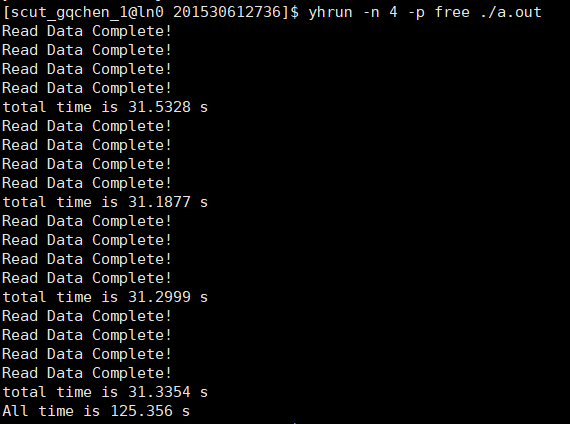 [scut_gqchen_1@ln0 201530612736]$ yhrun -n 4 -p free ./a.out
Read Data Complete!
Read Data Complete!
Read Data Complete!
Read Data Complete!
total time is 31.5328 s
Read Data Complete!
Read Data Complete!
Read Data Complete!
Read Data Complete!
total time is 31.1877 s
Read Data Complete!
Read Data Complete!
Read Data Complete!
Read Data Complete!
total time is 31.2999 s
Read Data Complete!
Read Data Complete!
Read Data Complete!
Read Data Complete!
total time is 31.3354 s
All time is 125.356 s